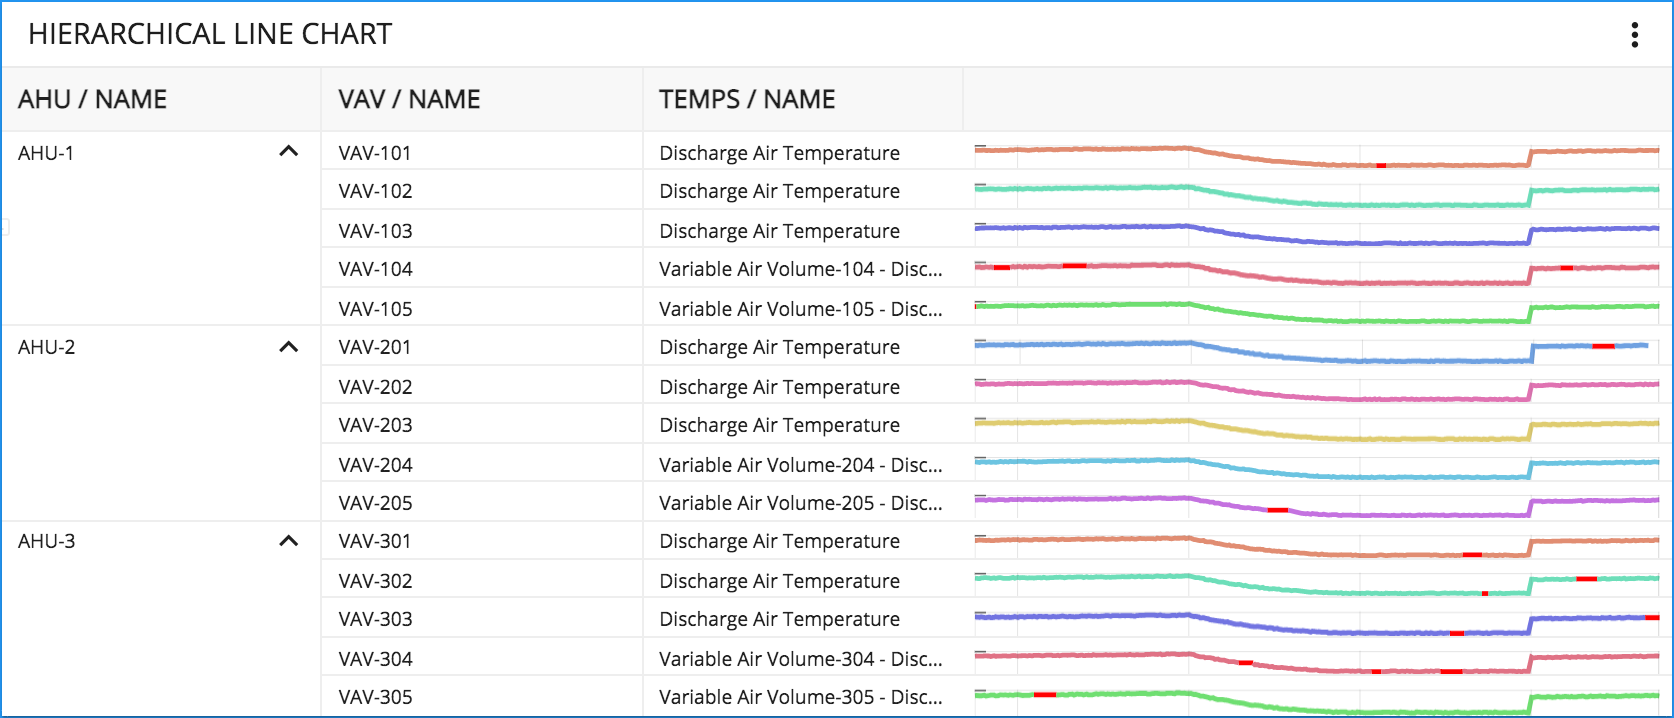 HIERARCHICAL LINE CHART
AHU / NAME VAV / NAME TEMPS / NAME
AHU-1 VAV-101 Discharge Air Temperature
VAV-102 Discharge Air Temperature
VAV-103 Discharge Air Temperature
VAV-104 Variable Air Volume-104 - Disc...
VAV-105 Variable Air Volume-105 - Disc...
AHU-2 VAV-201 Discharge Air Temperature
VAV-202 Discharge Air Temperature
VAV-203 Discharge Air Temperature
VAV-204 Variable Air Volume-204 - Disc...
VAV-205 Variable Air Volume-205 - Disc...
AHU-3 VAV-301 Discharge Air Temperature
VAV-302 Discharge Air Temperature
VAV-303 Discharge Air Temperature
VAV-304 Variable Air Volume-304 - Disc...
VAV-305 Variable Air Volume-305 - Disc...